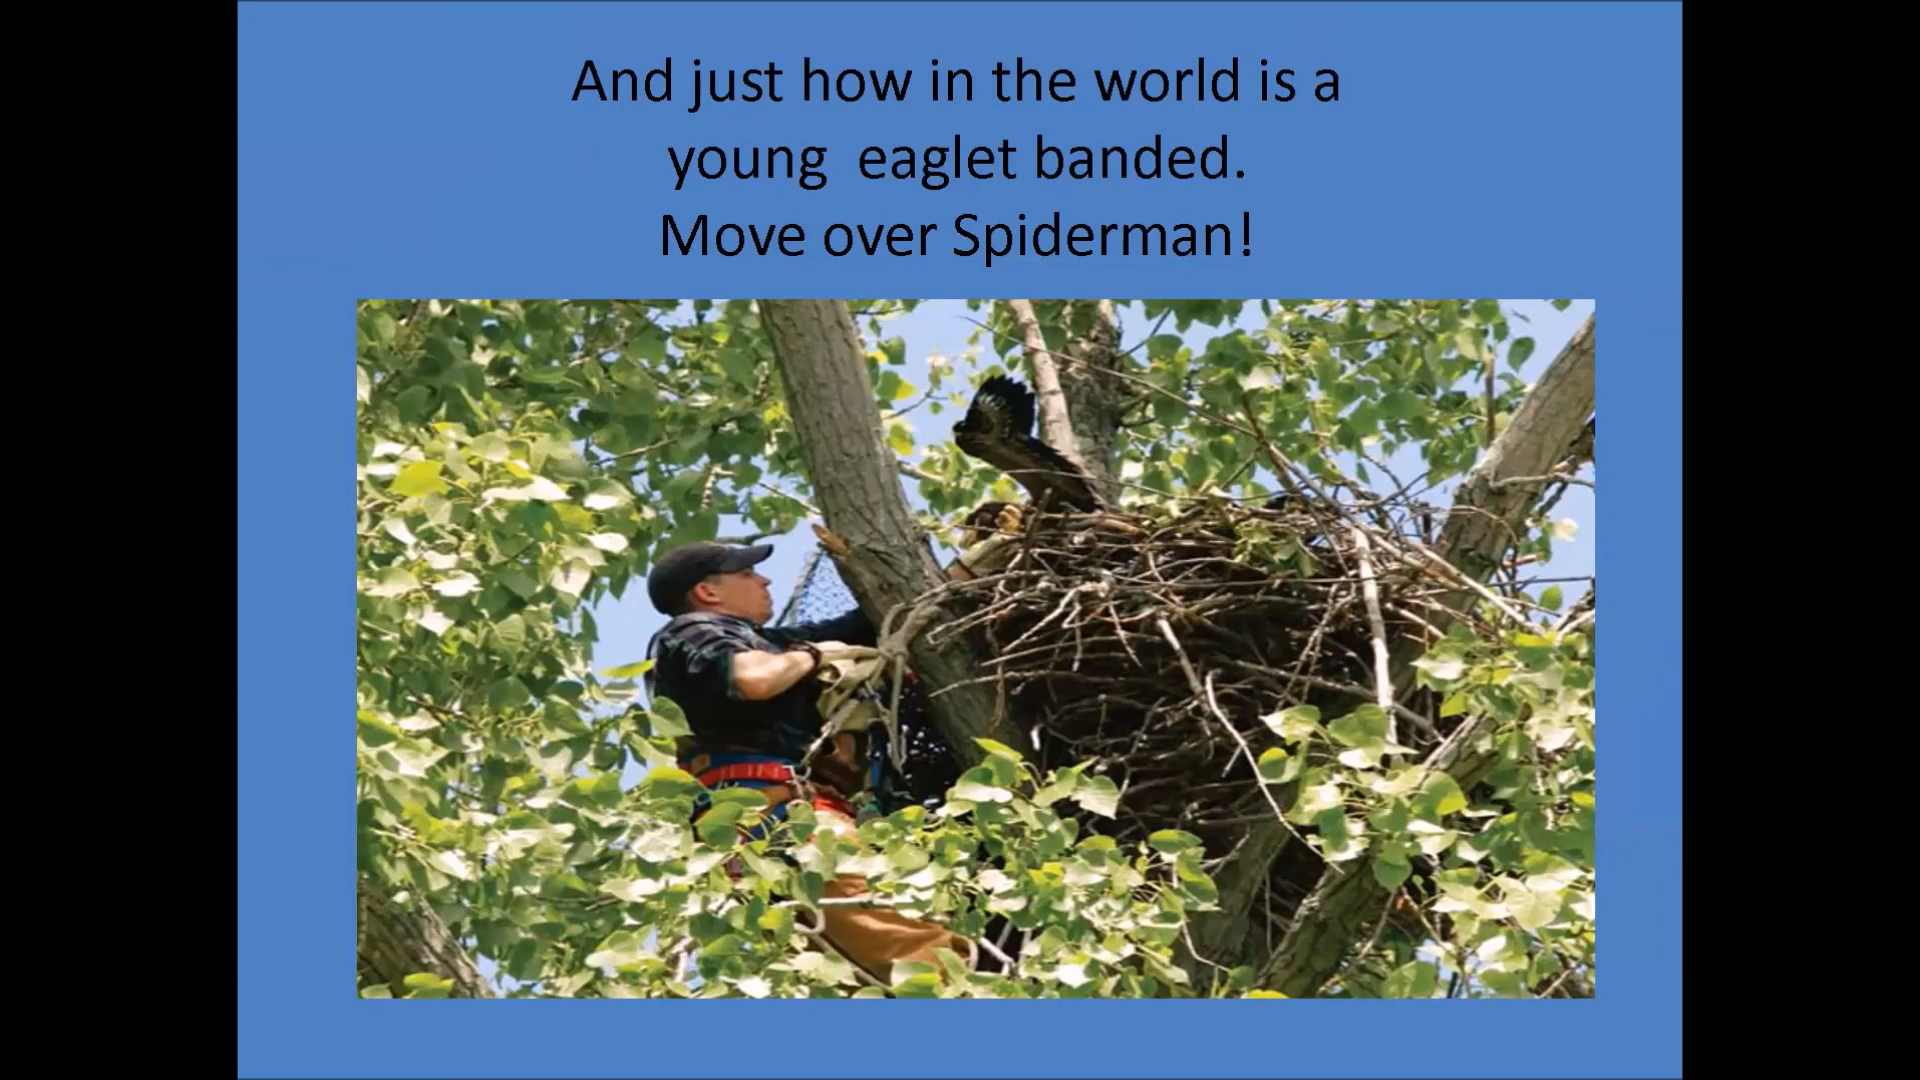 And just how in the world is a
young  eaglet banded.
Move over Spiderman!